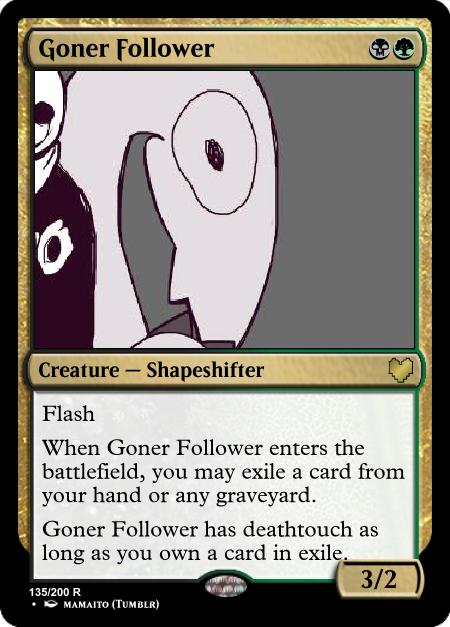 Goner Follower
Creature — Shapeshifter
Flash
When Goner Follower enters the
battlefield, you may exile a card from
your hand or any graveyard.
Goner Follower has deathtouch as
long as you own a card in exile.
3/2
135/200 R
• MAMAITO (TUMBLR)